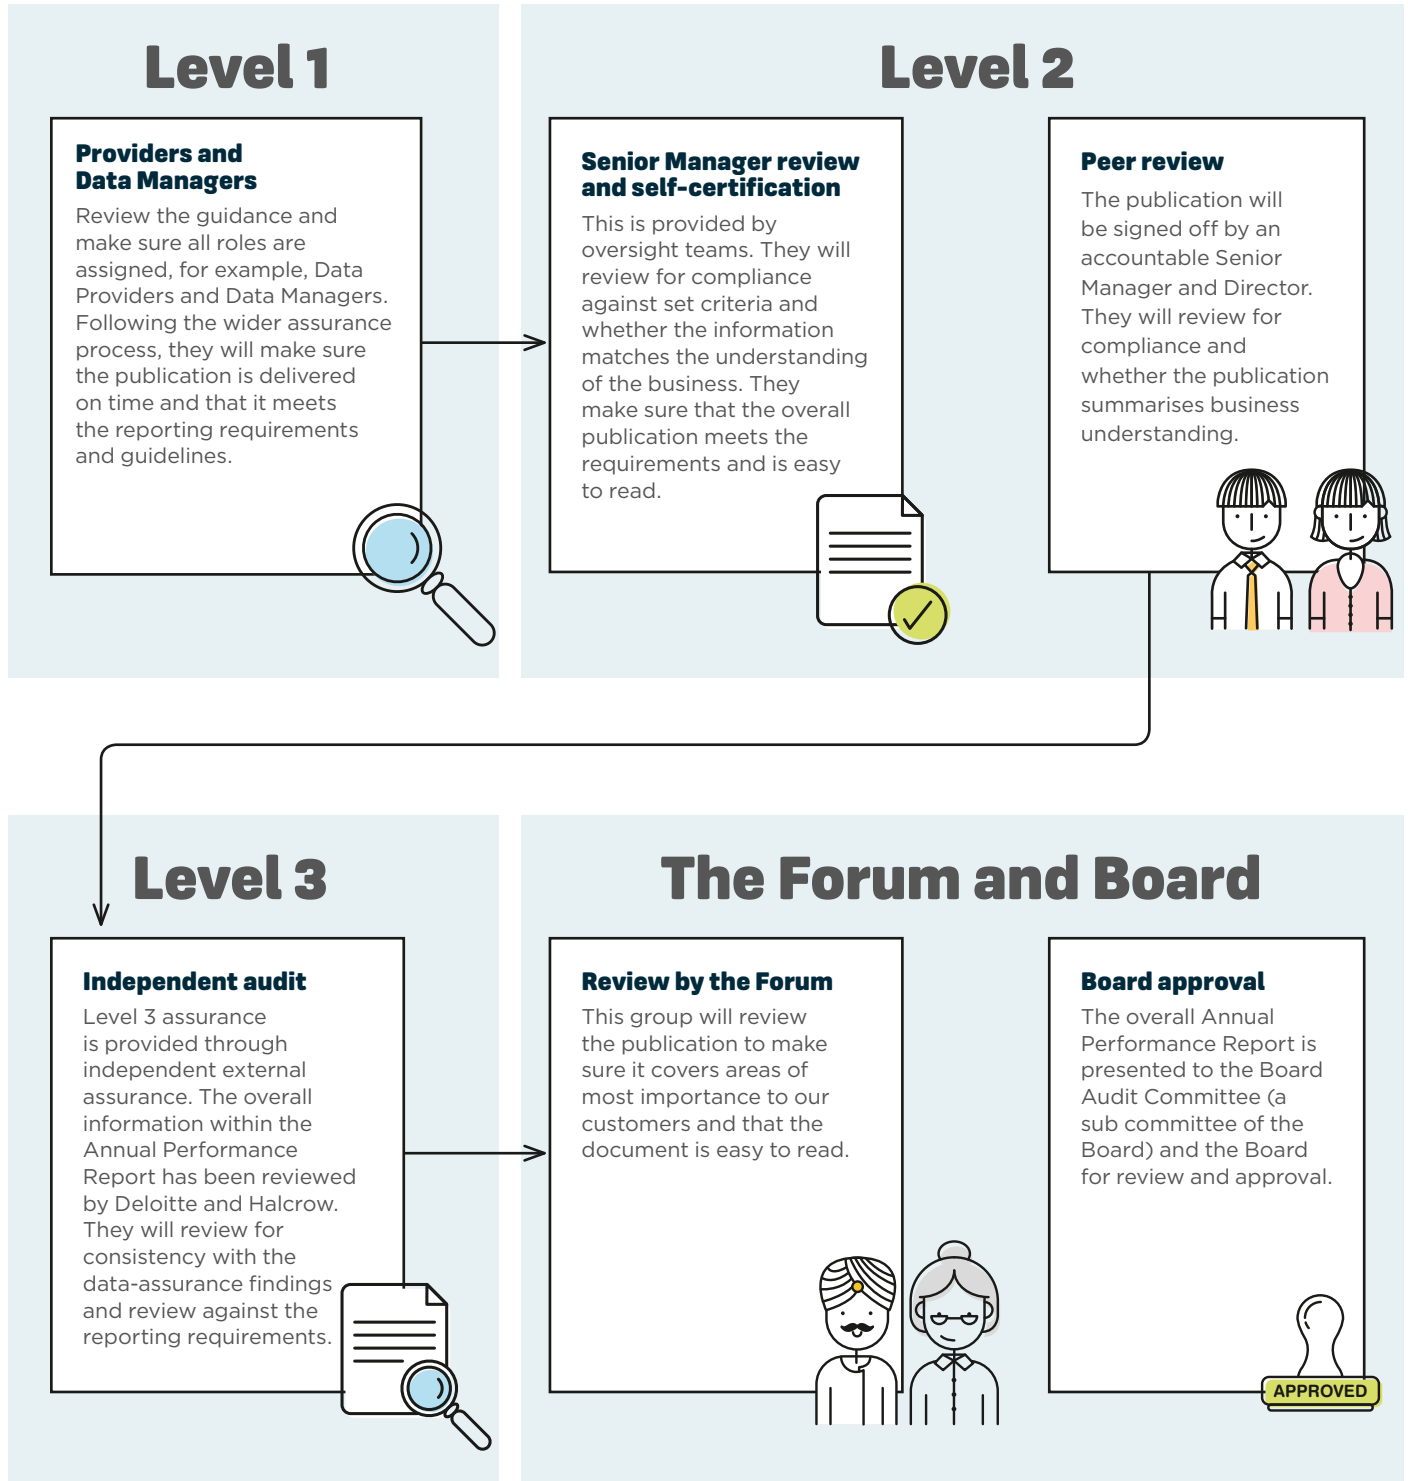 Level 1
Providers and
Data Managers
Review the guidance and
make sure all roles are
assigned, for example, Data
Providers and Data Managers.
Following the wider assurance
process, they will make sure
the publication is delivered
on time and that it meets
the reporting requirements
and guidelines.
Level 2
Senior Manager review
and self-certification
This is provided by
oversight teams. They will
review for compliance
against set criteria and
whether the information
matches the understanding
of the business. They
make sure that the overall
publication meets the
requirements and is easy
to read.
Peer review
The publication will
be signed off by an
accountable Senior
Manager and Director.
They will review for
compliance and
whether the publication
summarises business
understanding.
Level 3
Independent audit
Level 3 assurance
is provided through
independent external
assurance. The overall
information within the
Annual Performance
Report has been reviewed
by Deloitte and Halcrow.
They will review for
consistency with the
data-assurance findings
and review against the
reporting requirements.
The Forum and Board
Review by the Forum
This group will review
the publication to make
sure it covers areas of
most importance to our
customers and that the
document is easy to read.
Board approval
The overall Annual
Performance Report is
presented to the Board
Audit Committee (a
sub committee of the
Board) and the Board
for review and approval.
APPROVED